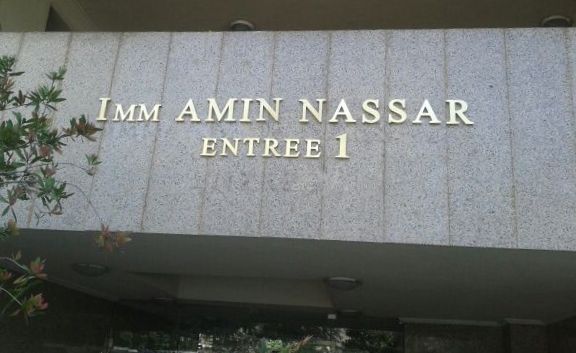 IMM AMIN NASSAR
ENTREE 1